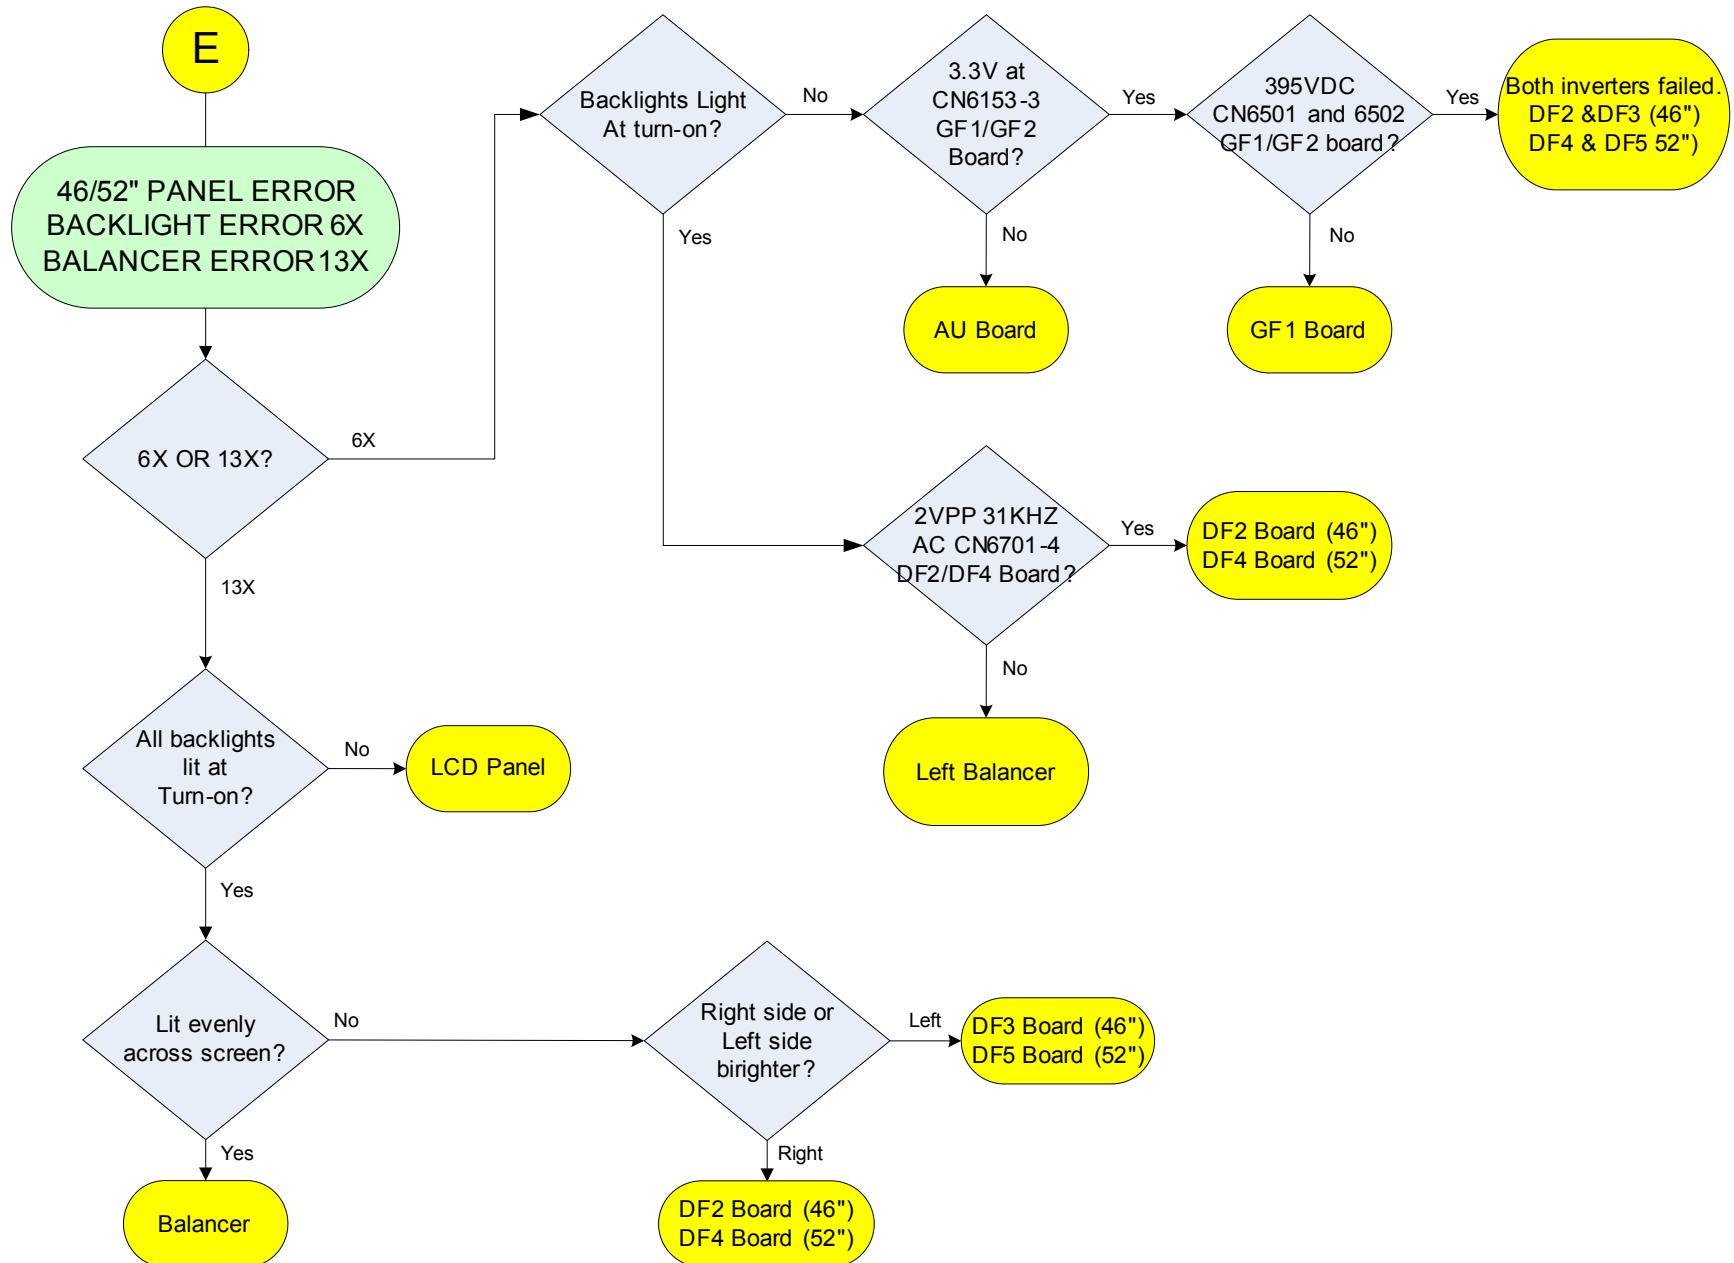 E
46/52" PANEL ERROR
BACKLIGHT ERROR 6X
BALANCER ERROR 13X
6X OR 13X?
6X
13X
Backlights Light
At turn-on?
No
Yes
3.3V at
CN6153-3
GF1/GF2
Board?
Yes
No
AU Board
395VDC
CN6501 and 6502
GF1/GF2 board?
Yes
No
GF1 Board
Both inverters failed.
DF2 &DF3 (46")
DF4 & DF5 52")
2VPP 31KHZ
AC CN6701-4
DF2/DF4 Board?
Yes
DF2 Board (46")
DF4 Board (52")
No
Left Balancer
All backlights
lit at
Turn-on?
No
LCD Panel
Yes
Lit evenly
across screen?
No
Yes
Balancer
Right side or
Left side
birighter?
Left
DF3 Board (46")
DF5 Board (52")
Right
DF2 Board (46")
DF4 Board (52")